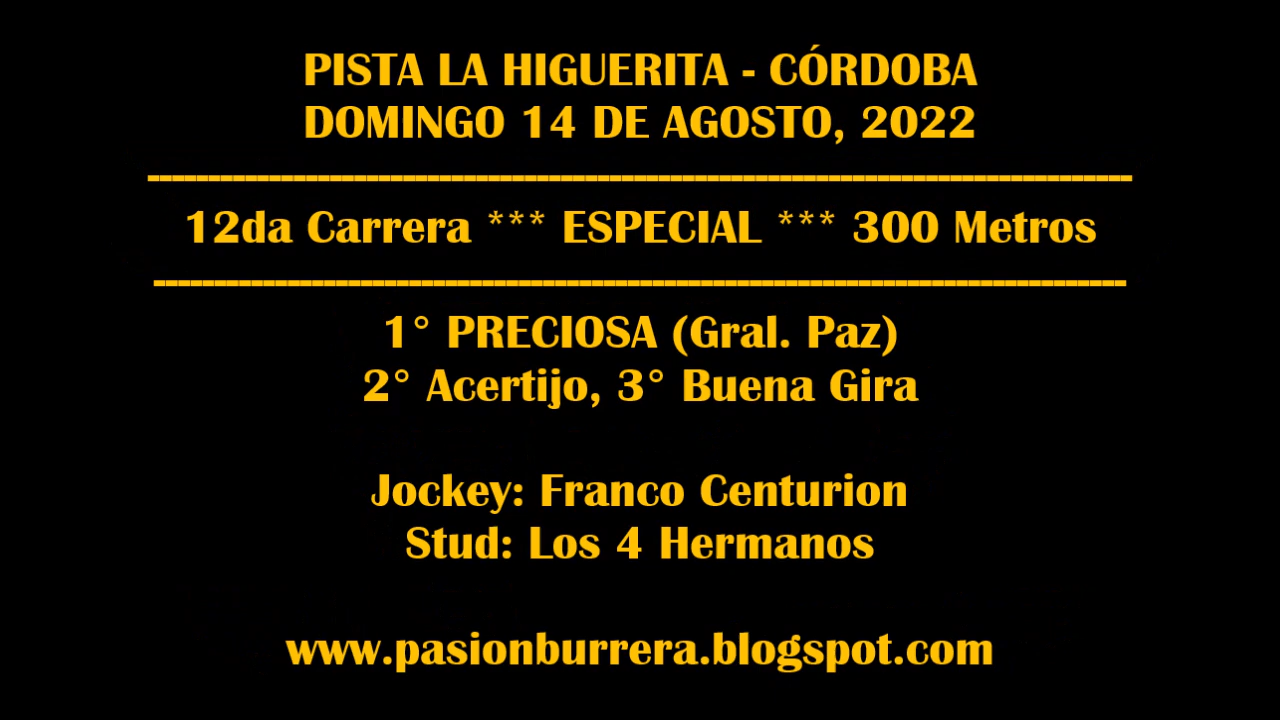 PISTA LA HIGUERITA - CÓRDOBA
DOMINGO 14 DE AGOSTO, 2022
--------------------------------------------------------------------------------
12da Carrera *** ESPECIAL *** 300 Metros
-------------------------------------------------------------------------------
1° PRECIOSA (Gral. Paz)
2° Acertijo, 3° Buena Gira
Jockey: Franco Centurion
Stud: Los 4 Hermanos
www.pasionburrera.blogspot.com